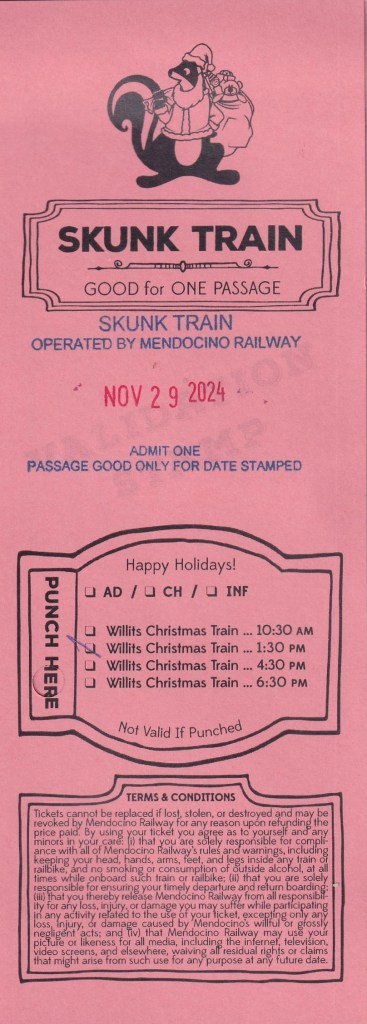 SKUNK TRAIN
GOOD for ONE PASSAGE
SKUNK TRAIN
OPERATED BY MENDOCINO RAILWAY
NOV 29 2024
VALIDATION
STAMP
ADMIT ONE
PASSAGE GOOD ONLY FOR DATE STAMPED
Happy Holidays!
PUNCH HERE
❏ AD / ❏ CH / ❏ INF
❏ Willits Christmas Train ... 10:30 AM
❏ Willits Christmas Train ... 1:30 PM
❏ Willits Christmas Train ... 4:30 PM
❏ Willits Christmas Train ... 6:30 PM
Not Valid If Punched
TERMS & CONDITIONS
Tickets cannot be replaced if lost, stolen, or destroyed and may be
revoked by Mendocino Railway for any reason upon refunding the
price paid. By using your ticket you agree as to yourself and any
minors in your care: (i) that you are solely responsible for compli-
ance with all of Mendocino Railway's rules and warnings, including
keeping your head, hands, arms, feet, and legs inside any train or
railbike, and no smoking or consumption of outside alcohol, at all
times while onboard such train or railbike; (ii) that you are solely
responsible for ensuring your timely departure and return boarding;
(iii) that you thereby release Mendocino Railway from all responsibil-
ity for any loss, injury, or damage you may suffer while participating
in any activity related to the use of your ticket, excepting only any
loss, injury, or damage caused by Mendocino's willful or grossly
negligent acts; and (iv) that Mendocino Railway may use your
picture or likeness for all media, including the internet, television,
video screens, and elsewhere, waiving all residual rights or claims
that might arise from such use for any purpose at any future date.